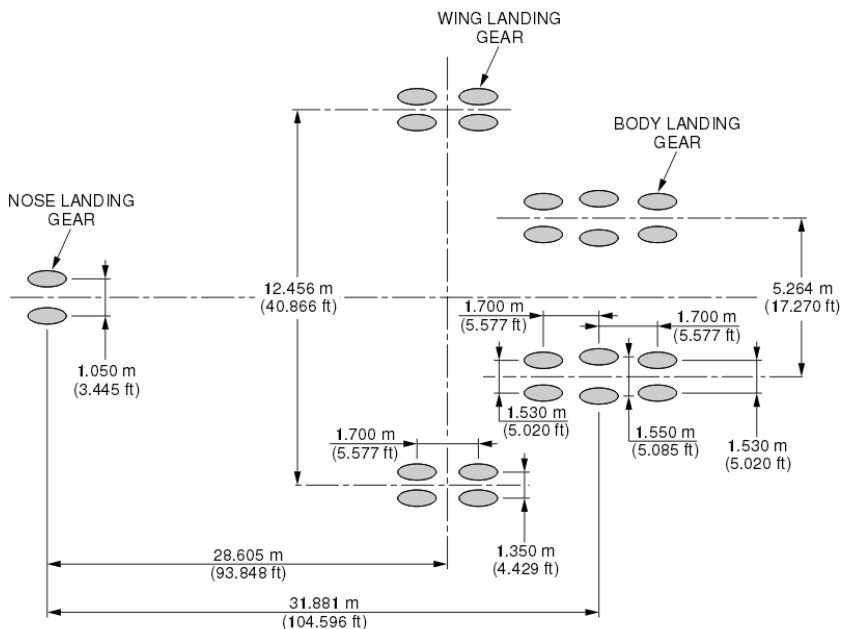 WING LANDING
GEAR
BODY LANDING
GEAR
NOSE LANDING
GEAR
12.456 m
(40.866 ft)
5.264 m
(17.270 ft)
1.700 m
(5.577 ft)
1.700 m
(5.577 ft)
1.050 m
(3.445 ft)
1.530 m
(5.020 ft)
1.550 m
(5.085 ft)
1.530 m
(5.020 ft)
1.700 m
(5.577 ft)
1.350 m
(4.429 ft)
28.605 m
(93.848 ft)
31.881 m
(104.596 ft)